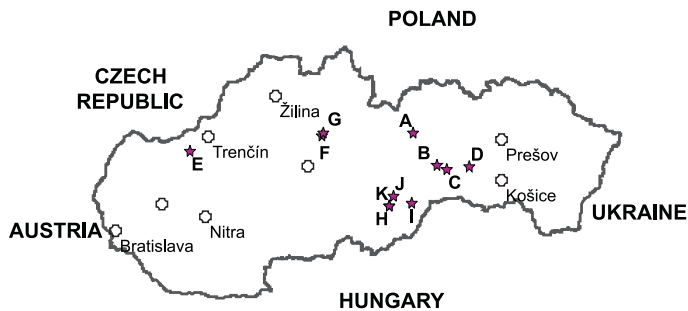 POLAND
CZECH
REPUBLIC
Žilina
G
A
F
Trenčín
E
Prešov
B
D
C
Košice
K
J
H
I
UKRAINE
Nitra
AUSTRIA
Bratislava
HUNGARY